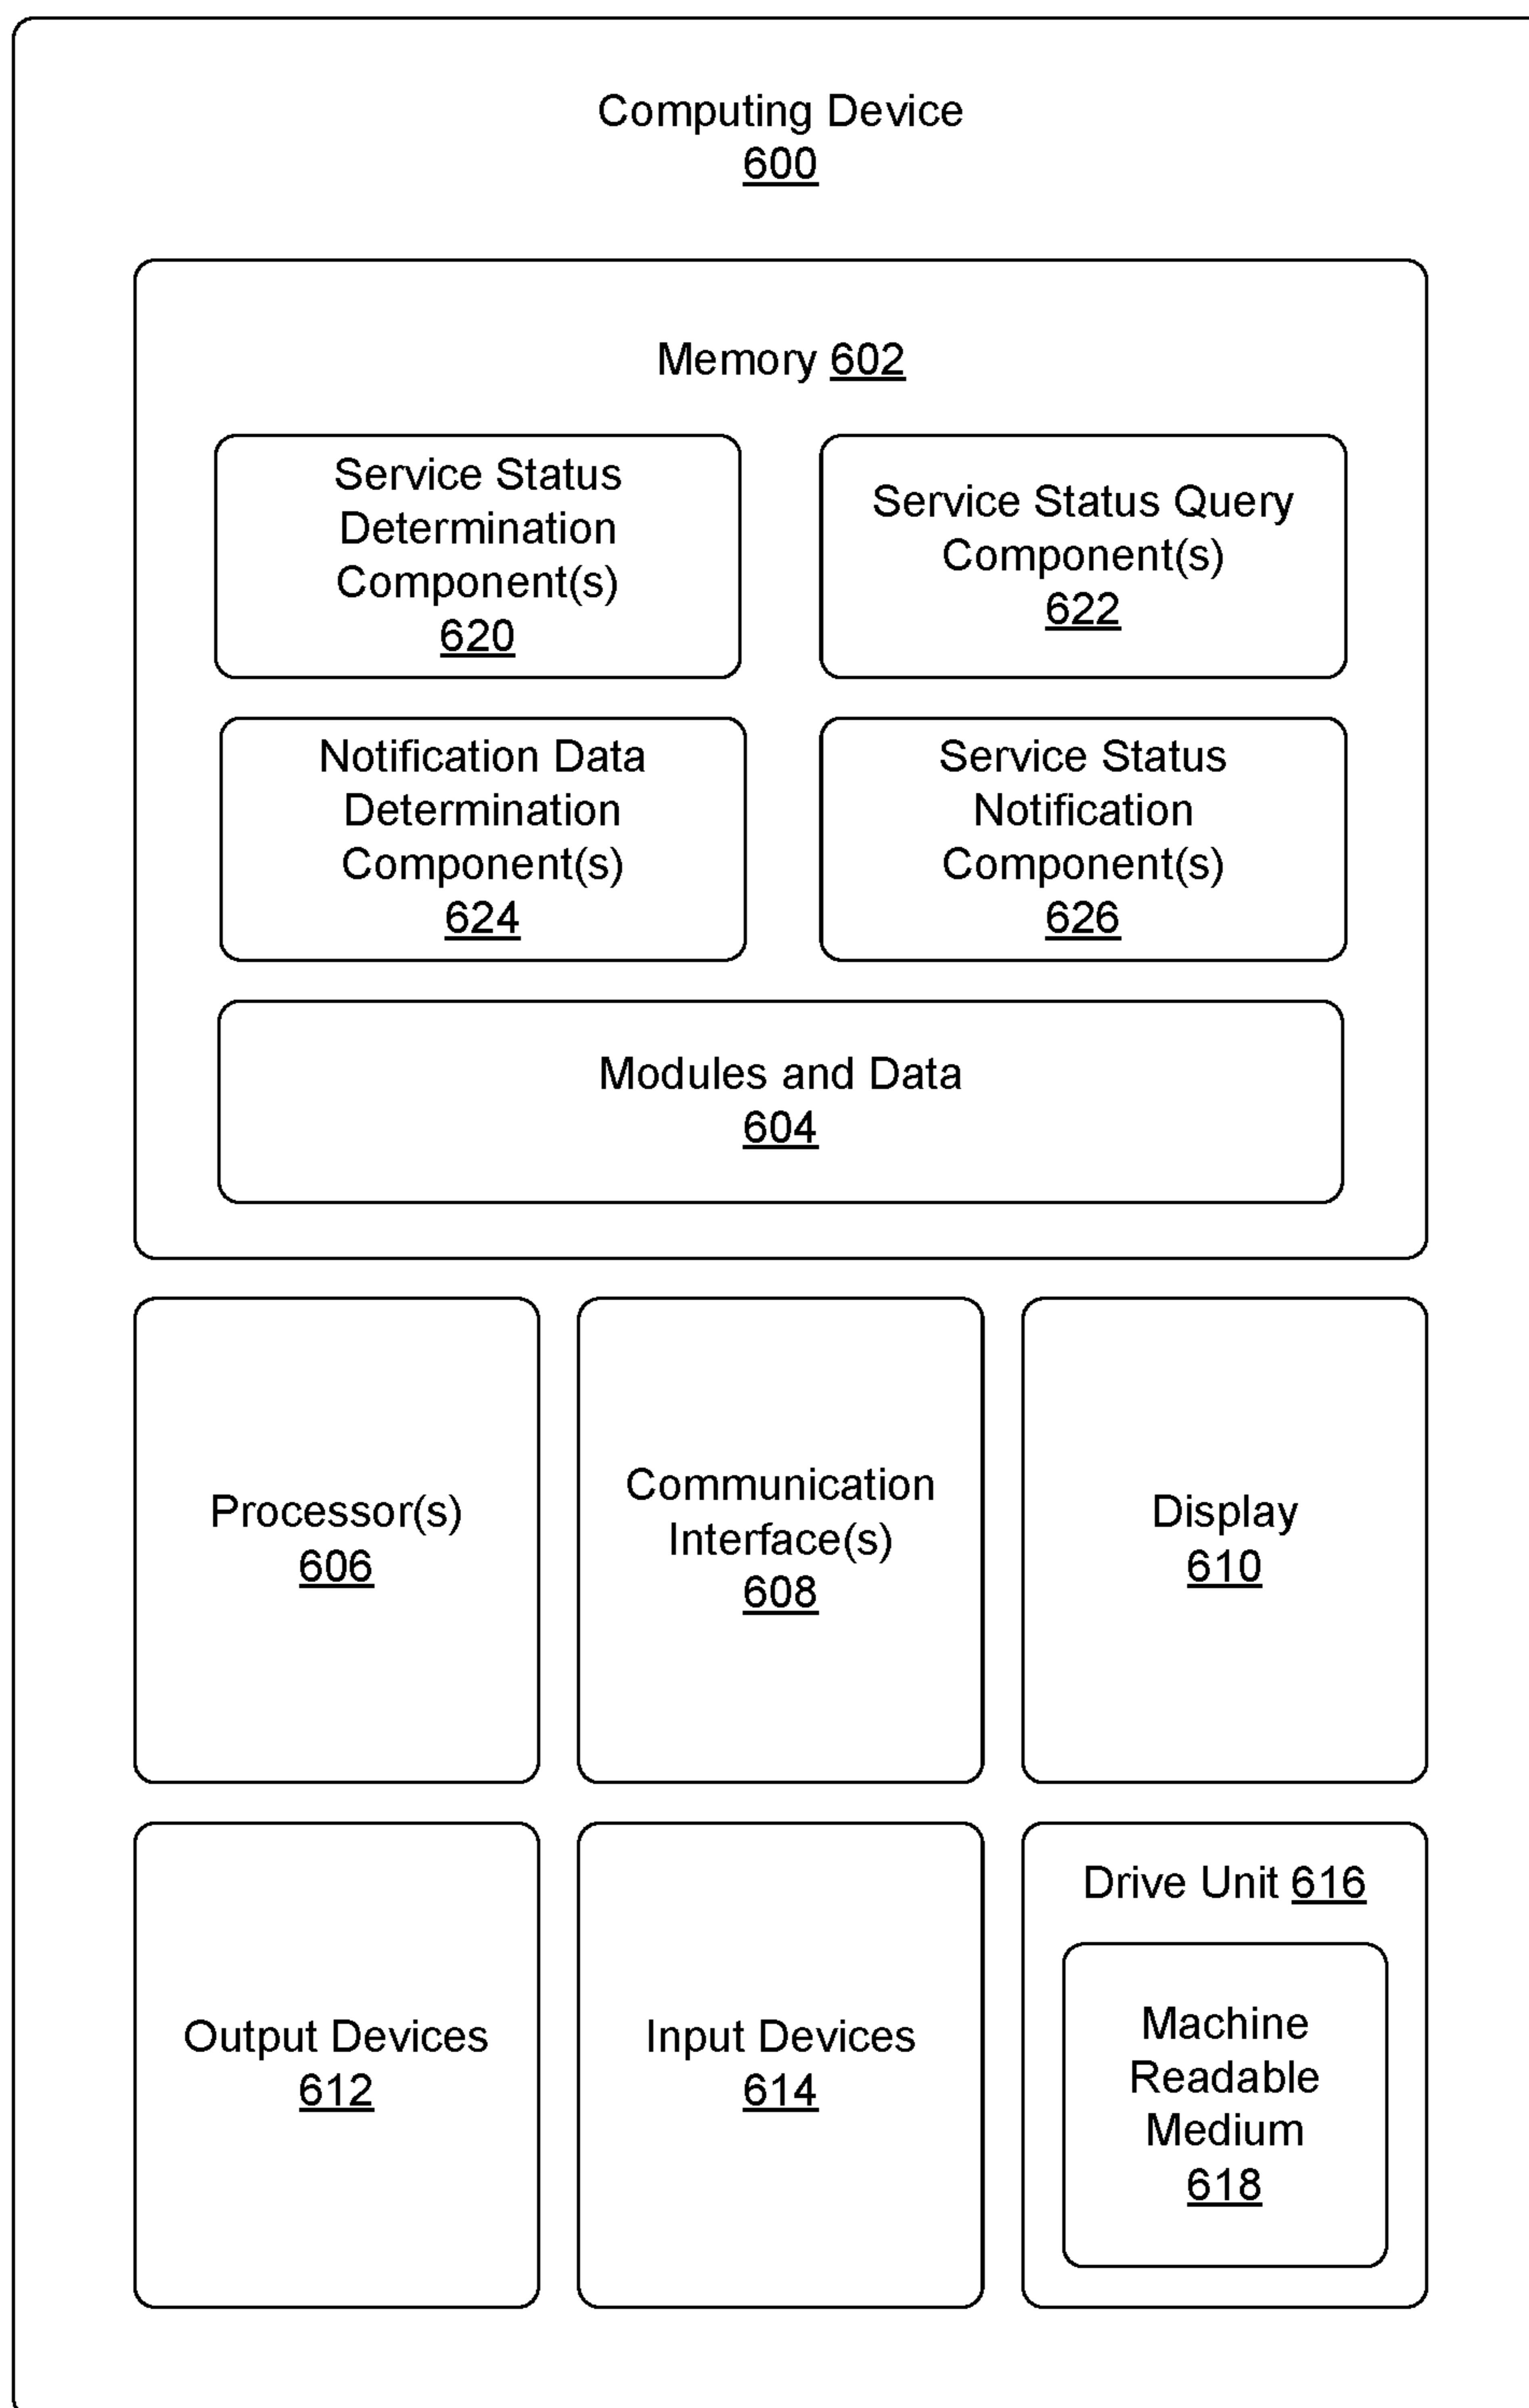 Computing Device
600
Memory 602
Service Status
Determination
Component(s)
620
Service Status Query
Component(s)
622
Notification Data
Determination
Component(s)
624
Service Status
Notification
Component(s)
626
Modules and Data
604
Processor(s)
606
Communication
Interface(s)
608
Display
610
Output Devices
612
Input Devices
614
Drive Unit 616
Machine
Readable
Medium
618